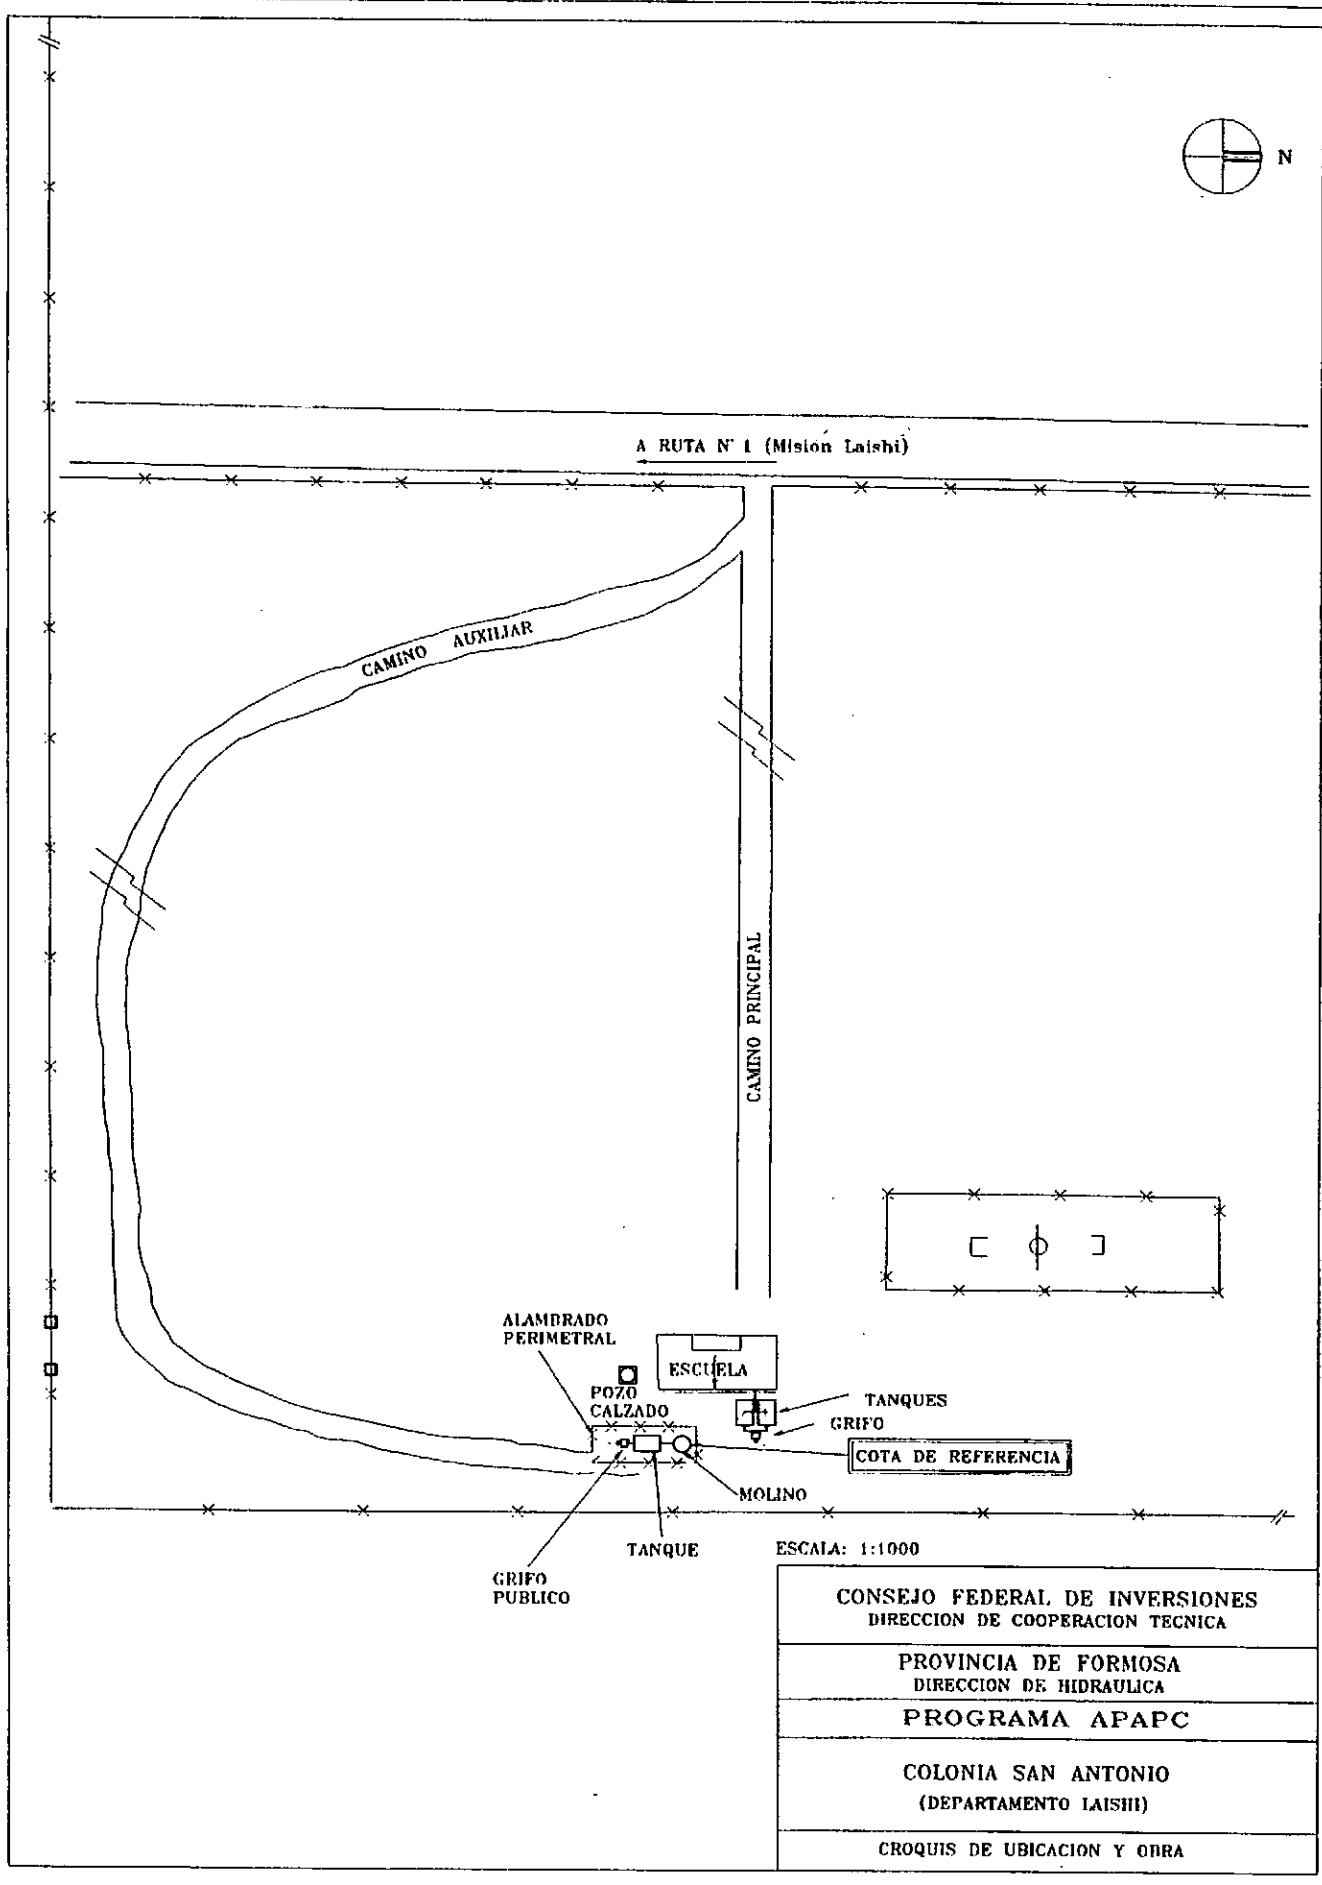 N
A RUTA N° 1 (Misión Laishi)
CAMINO AUXILIAR
CAMINO PRINCIPAL
ALAMBRADO
PERIMETRAL
ESCUELA
POZO
CALZADO
TANQUES
GRIFO
COTA DE REFERENCIA
MOLINO
TANQUE
GRIFO
PUBLICO
ESCALA: 1:1000
CONSEJO FEDERAL DE INVERSIONES
DIRECCION DE COOPERACION TECNICA
PROVINCIA DE FORMOSA
DIRECCION DE HIDRAULICA
PROGRAMA APAPC
COLONIA SAN ANTONIO
(DEPARTAMENTO LAISHI)
CROQUIS DE UBICACION Y OBRA